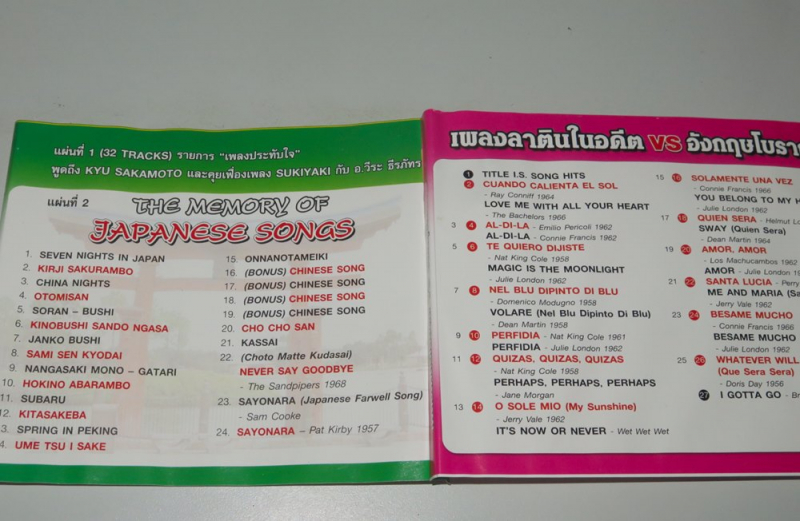 แผ่นที่ 1 (32 TRACKS) รายการ "เพลงประทับใจ"
พูดถึง KYU SAKAMOTO และคุยเฟื่องเพลง SUKIYAKI กับ อ.วีระ ธีรภัทร
แผ่นที่ 2
THE MEMORY OF
JAPANESE SONGS
1. SEVEN NIGHTS IN JAPAN
2. KIRJI SAKURAMBO
3. CHINA NIGHTS
4. OTOMISAN
5. SORAN - BUSHI
6. KINOBUSHI SANDO NGASA
7. JANKO BUSHI
8. SAMI SEN KYODAI
9. NANGASAKI MONO - GATARI
10. HOKINO ABARAMBO
11. SUBARU
12. KITASAKEBA
3. SPRING IN PEKING
4. UME TSU I SAKE
15. ONNANOTAMEIKI
16. (BONUS) CHINESE SONG
17. (BONUS) CHINESE SONG
18. (BONUS) CHINESE SONG
19. (BONUS) CHINESE SONG
20. CHO CHO SAN
21. KASSAI
22. (Choto Matte Kudasai)
NEVER SAY GOODBYE
- The Sandpipers 1968
23. SAYONARA (Japanese Farwell Song)
- Sam Cooke
24. SAYONARA - Pat Kirby 1957
เพลงลาตินในอดีต VS อังกฤษโบรา
1 TITLE I.S. SONG HITS
2 CUANDO CALIENTA EL SOL
- Ray Conniff 1964
LOVE ME WITH ALL YOUR HEART
- The Bachelors 1966
3 4 AL-DI-LA - Emilio Pericoli 1962
AL-DI-LA - Connie Francis 1962
5 6 TE QUIERO DIJISTE
- Nat King Cole 1958
MAGIC IS THE MOONLIGHT
- Julie London 1962
7 8 NEL BLU DIPINTO DI BLU
- Domenico Modugno 1958
VOLARE (Nel Blu Dipinto Di Blu)
- Dean Martin 1958
9 10 PERFIDIA - Nat King Cole 1961
PERFIDIA - Julie London 1962
11 12 QUIZAS, QUIZAS, QUIZAS
- Nat King Cole 1958
PERHAPS, PERHAPS, PERHAPS
- Jane Morgan
13 14 O SOLE MIO (My Sunshine)
- Jerry Vale 1962
IT'S NOW OR NEVER - Wet Wet Wet
15 16 SOLAMENTE UNA VEZ
- Connie Francis 1966
YOU BELONG TO MY H
- Julie London 1962
17 18 QUIEN SERA - Helmut Lo
SWAY (Quien Sera)
- Dean Martin 1964
19 20 AMOR, AMOR
- Los Machucambos 1962
AMOR - Julie London 1
21 22 SANTA LUCIA - Perry
ME AND MARIA (Sa
- Jerry Vale 1962
23 24 BESAME MUCHO
- Connie Francis 1966
BESAME MUCHO
- Julie London 1962
25 26 WHATEVER WILL
(Que Sera Sera)
- Doris Day 1956
27 I GOTTA GO - Br